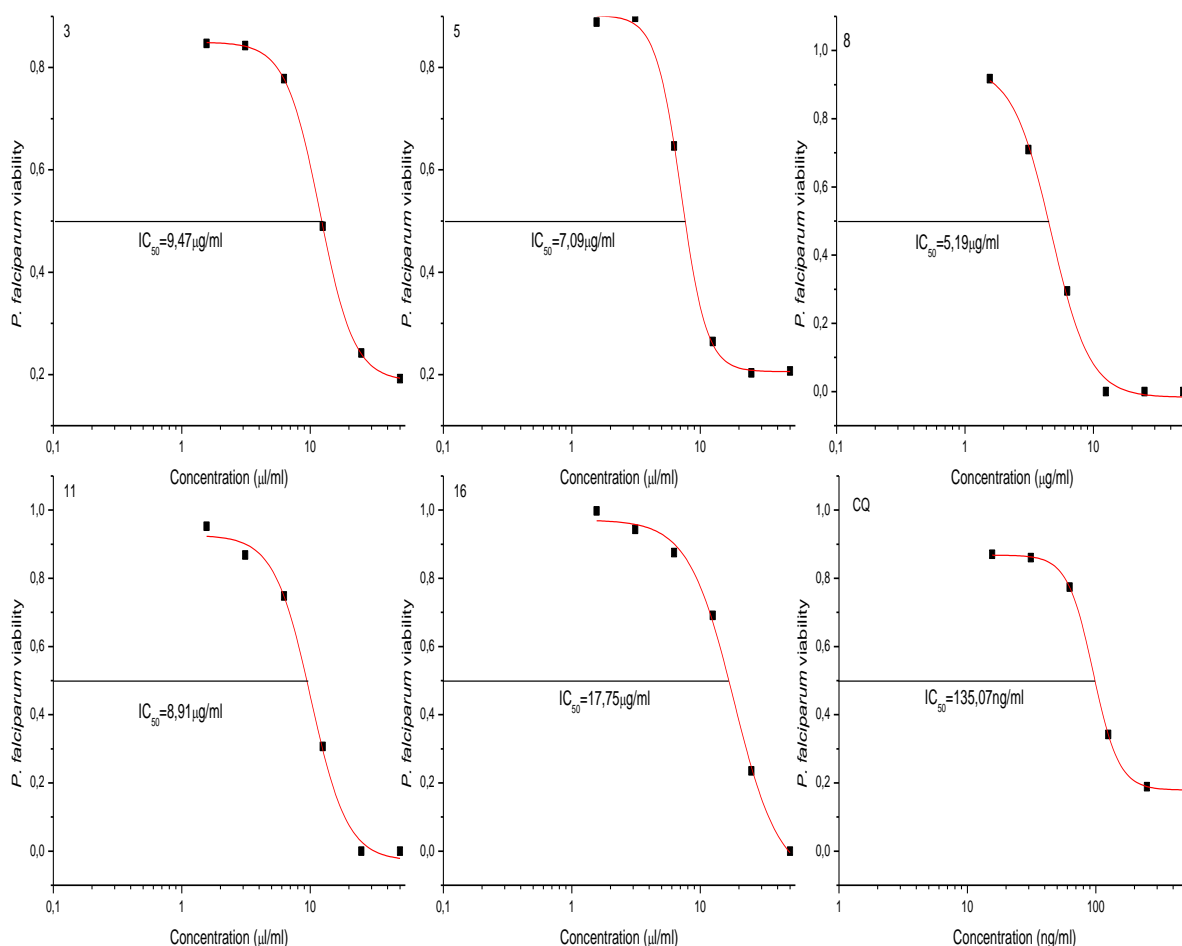 3
P. falciparum viability
0,8
0,6
0,4
0,2
IC50=9,47µg/ml
0,1 1 10
Concentration (µl/ml)
5
P. falciparum viability
0,8
0,6
0,4
0,2
IC50=7,09µg/ml
0,1 1 10
Concentration (µl/ml)
8
P. falciparum viability
1,0
0,8
0,6
0,4
0,2
0,0
IC50=5,19µg/ml
0,1 1 10
Concentration (µg/ml)
11
P. falciparum viability
1,0
0,8
0,6
0,4
0,2
0,0
IC50=8,91µg/ml
0,1 1 10
Concentration (µl/ml)
16
P. falciparum viability
1,0
0,8
0,6
0,4
0,2
0,0
IC50=17,75µg/ml
0,1 1 10
Concentration (µl/ml)
CQ
P. falciparum viability
1,0
0,8
0,6
0,4
0,2
0,0
IC50=135,07ng/ml
1 10 100
Concentration (ng/ml)